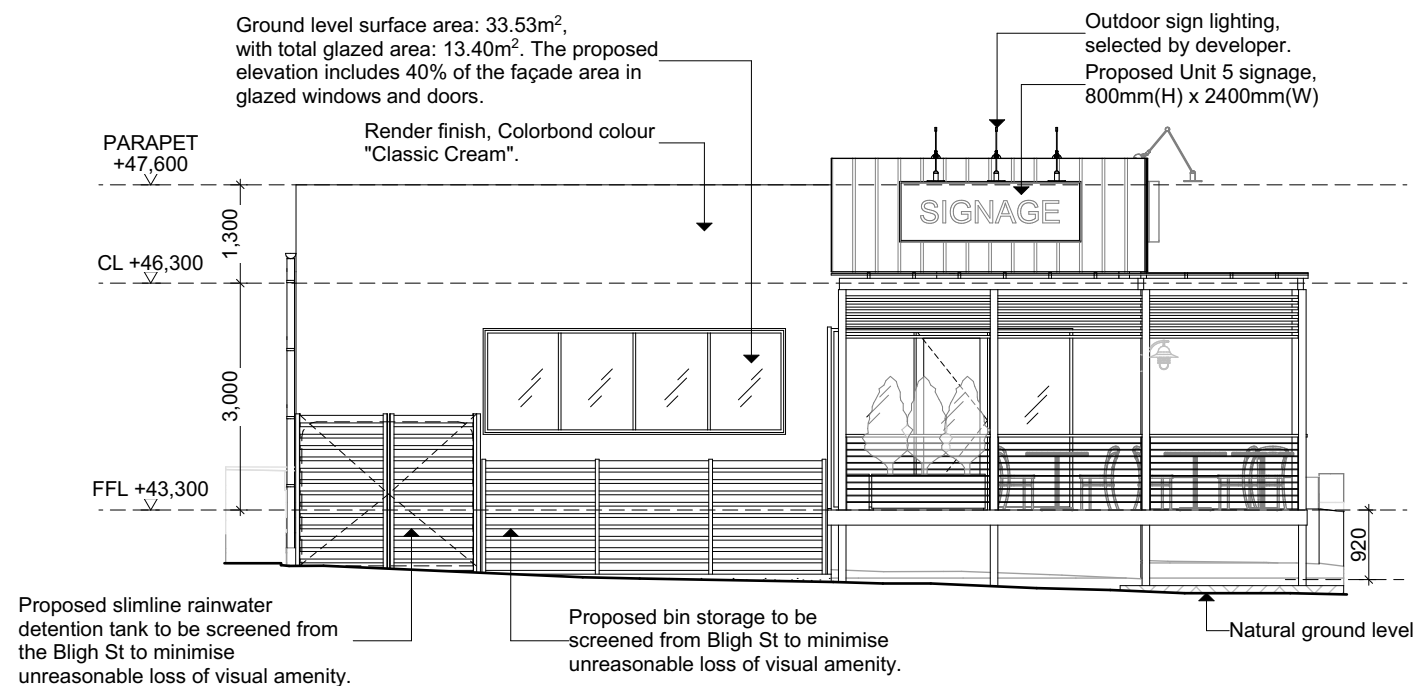 Ground level surface area: 33.53m²,
with total glazed area: 13.40m². The proposed
elevation includes 40% of the façade area in
glazed windows and doors.
Outdoor sign lighting,
selected by developer.
Proposed Unit 5 signage,
800mm(H) x 2400mm(W)
Render finish, Colorbond colour
"Classic Cream".
PARAPET
+47,600
1,300
SIGNAGE
CL +46,300
3,000
FFL +43,300
920
Proposed slimline rainwater
detention tank to be screened from
the Bligh St to minimise
unreasonable loss of visual amenity.
Proposed bin storage to be
screened from Bligh St to minimise
unreasonable loss of visual amenity.
Natural ground level